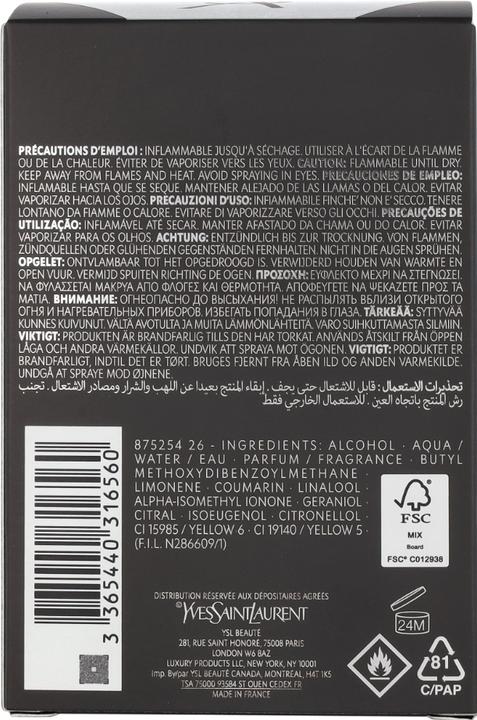 PRÉCAUTIONS D'EMPLOI : INFLAMMABLE JUSQU'À SÉCHAGE. UTILISER À L'ÉCART DE LA FLAMME
OU DE LA CHALEUR. ÉVITER DE VAPORISER VERS LES YEUX. CAUTION: FLAMMABLE UNTIL DRY.
KEEP AWAY FROM FLAMES AND HEAT. AVOID SPRAYING IN EYES. PRECAUCIONES DE EMPLEO:
INFLAMABLE HASTA QUE SE SEQUE. MANTENER ALEJADO DE LAS LLAMAS O DEL CALOR. EVITAR
VAPORIZAR HACIA LOS OJOS. PRECAUZIONI D'USO: INFIAMMABILE FINCHE' NON E' SECCO. TENERE
LONTANO DA FIAMME O CALORE. EVITARE DI VAPORIZZARE VERSO GLI OCCHI. PRECAUÇÕES DE
UTILIZAÇÃO: INFLAMÁVEL ATÉ SECAR. MANTER AFASTADO DA CHAMA OU DO CALOR. EVITAR
VAPORIZAR PARA OS OLHOS. ACHTUNG: ENTZÜNDLICH BIS ZUR TROCKNUNG. VON FLAMMEN,
ZÜNDQUELLEN ODER GLÜHENDEN GEGENSTÄNDEN FERNHALTEN. NICHT IN DIE AUGEN SPRÜHEN.
OPGELET: ONTVLAMBAAR TOT HET OPGEDROOGD IS. VERWIJDERD HOUDEN VAN WARMTE EN
OPEN VUUR. VERMIJD SPUITEN RICHTING DE OGEN. ΠΡΟΣΟΧΗ: ΕΥΦΛΕΚΤΟ ΜΕΧΡΙ ΝΑ ΣΤΕΓΝΩΣΕΙ.
ΝΑ ΦΥΛΑΣΣΕΤΑΙ ΜΑΚΡΥΑ ΑΠΟ ΦΛΟΓΕΣ ΚΑΙ ΘΕΡΜΟΤΗΤΑ. ΑΠΟΦΕΥΓΕΤΕ ΝΑ ΨΕΚΑΖΕΤΕ ΠΡΟΣ ΤΑ
ΜΑΤΙΑ. ВНИМАНИЕ: ОГНЕОПАСНО ДО ВЫСЫХАНИЯ! НЕ РАСПЫЛЯТЬ ВБЛИЗИ ОТКРЫТОГО
ОГНЯ И НАГРЕВАТЕЛЬНЫХ ПРИБОРОВ. ИЗБЕГАТЬ ПОПАДАНИЯ В ГЛАЗА. TÄRKEÄÄ: SYTTYVÄÄ
KUNNES KUIVUNUT. VÄLTÄ AVOTULTA JA MUITA LÄMMÖNLÄHTEITÄ. VARO SUIHKUTTAMASTA SILMIIN.
VIKTIGT: PRODUKTEN ÄR BRANDFARLIG TILLS DEN HAR TORKAT. ANVÄNDS ÅTSKILT FRÅN ÖPPEN
LÅGA OCH ANDRA VÄRMEKÄLLOR. UNDVIK ATT SPRAYA MOT ÖGONEN. VIGTIGT: PRODUKTET ER
BRANDFARLIGT, INDTIL DET ER TØRT. BRUGES FJERNT FRA ÅBEN ILD OG ANDEN VARMEKILDE.
UNDGÅ AT SPRAYE MOD ØJNENE.
تحذيرات الاستعمال : قابل للاشتعال حتى يجف . إبقاء المنتج بعيدا عن اللهب والشرار ومصادر الاشتعال . تجنب
رش المنتج باتجاه العين . للاستعمال الخارجي فقط
875254 26 - INGREDIENTS: ALCOHOL · AQUA /
WATER / EAU · PARFUM / FRAGRANCE · BUTYL
METHOXYDIBENZOYLMETHANE ·
LIMONENE · COUMARIN · LINALOOL ·
ALPHA-ISOMETHYL IONONE · GERANIOL ·
CITRAL · ISOEUGENOL · CITRONELLOL ·
CI 15985 / YELLOW 6 · CI 19140 / YELLOW 5 ·
(F.I.L. N286609/1)
FSC
MIX
Board
FSC® C012938
3 365440 316560
DISTRIBUTION RÉSERVÉE AUX DÉPOSITAIRES AGRÉÉS
©YVESSAINTLAURENT
YSL BEAUTÉ
281, RUE SAINT HONORÉ, 75008 PARIS
LONDON W6 8AZ
LUXURY PRODUCTS LLC, NEW YORK, NY 10001
Imp. By/par YSL BEAUTÉ CANADA, MONTREAL, H4T 1K5
TSA 75000 93584 ST OUEN CEDEX FR
MADE IN FRANCE
24M
81
C/PAP